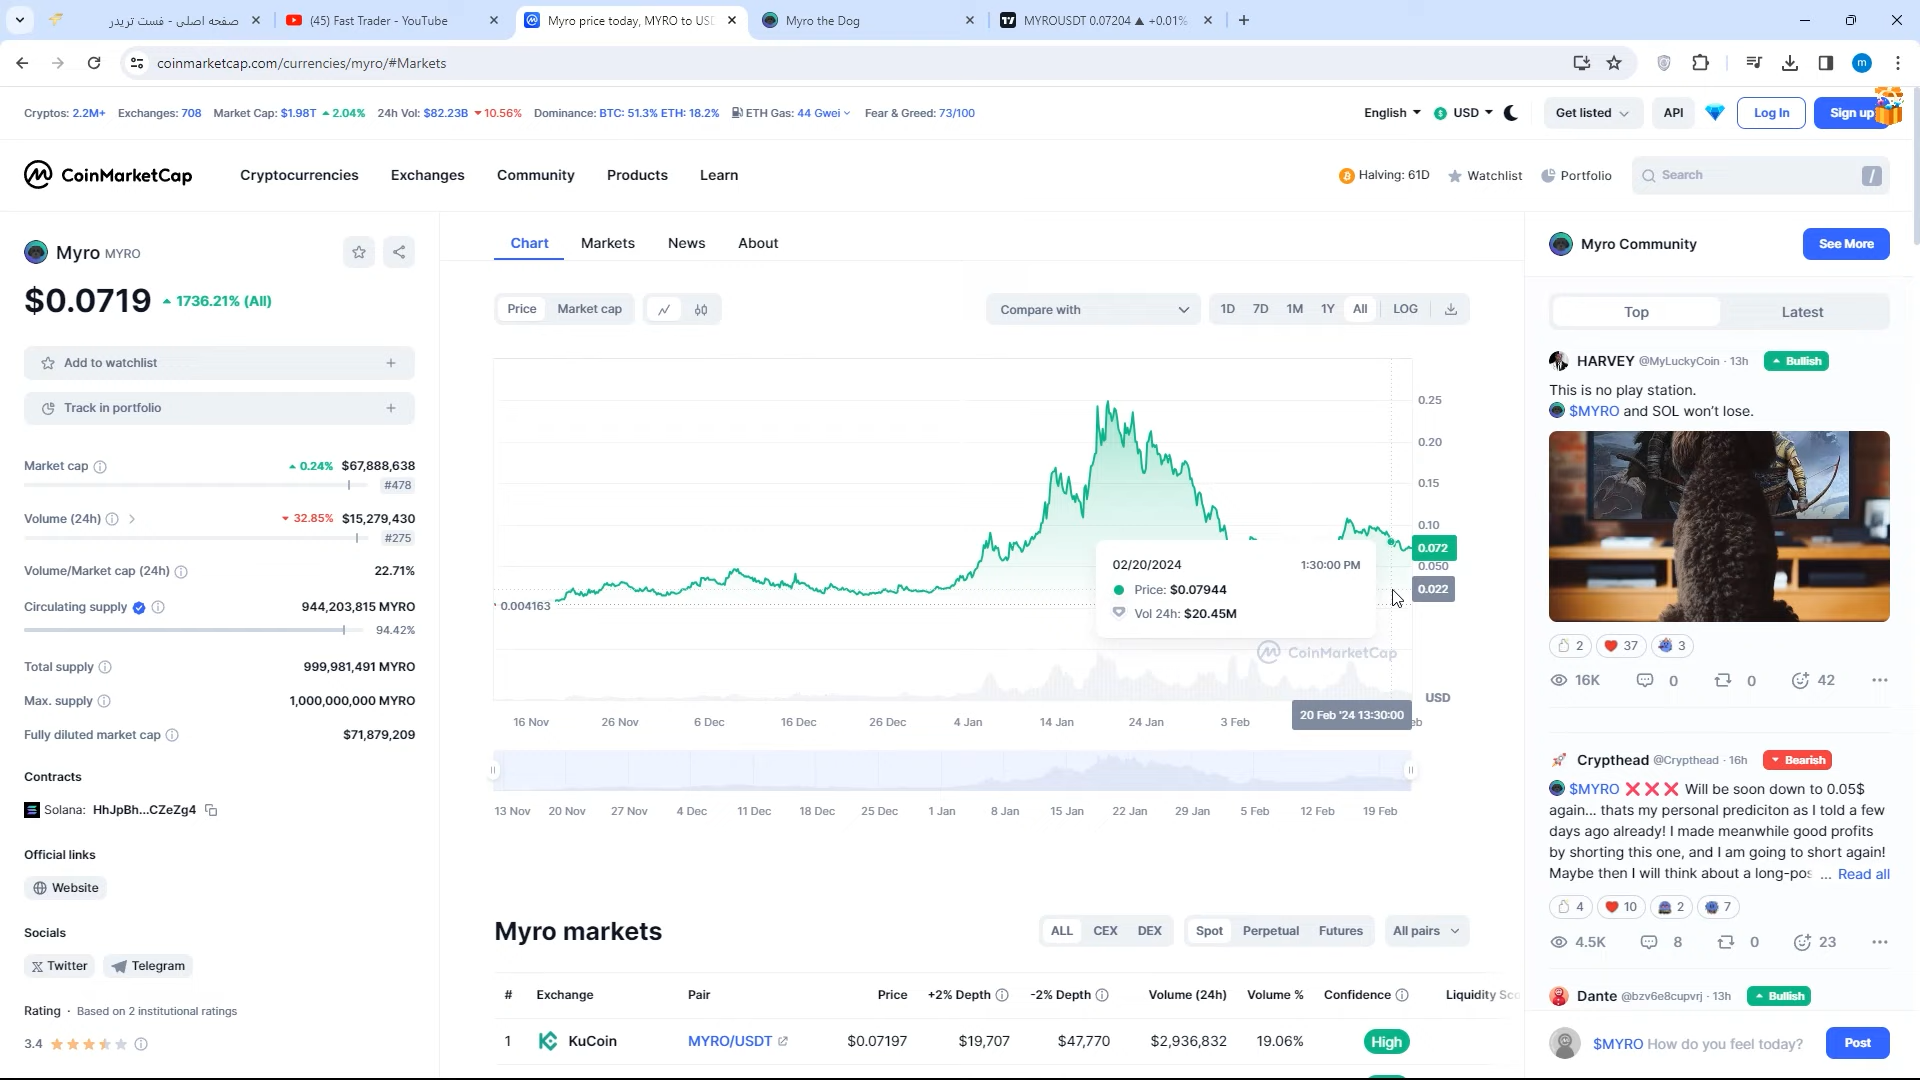 صفحه اصلی - فست تریدر
(45) Fast Trader - YouTube
Myro price today, MYRO to USD
Myro the Dog
MYROUSDT 0.07204 ▲ +0.01%
coinmarketcap.com/currencies/myro/#Markets
m
Cryptos: 2.2M+ Exchanges: 708 Market Cap: $1.98T ▲ 2.04% 24h Vol: $82.23B ▼ 10.56% Dominance: BTC: 51.3% ETH: 18.2% ETH Gas: 44 Gwei Fear & Greed: 73/100
English USD Get listed API Log In Sign up
CoinMarketCap
Cryptocurrencies Exchanges Community Products Learn
Halving: 61D Watchlist Portfolio Search /
Myro MYRO
$0.0719 ▲ 1736.21% (All)
Add to watchlist +
Track in portfolio +
Market cap ▲ 0.24% $67,888,638
#478
Volume (24h) ▼ 32.85% $15,279,430
#275
Volume/Market cap (24h) 22.71%
Circulating supply 944,203,815 MYRO
94.42%
Total supply 999,981,491 MYRO
Max. supply 1,000,000,000 MYRO
Fully diluted market cap $71,879,209
Contracts
Solana: HhJpBh...CZeZg4
Official links
Website
Socials
Twitter Telegram
Rating · Based on 2 institutional ratings
3.4
Chart Markets News About
Price Market cap
Compare with
1D 7D 1M 1Y All LOG
0.25
0.20
0.15
0.10
0.072
0.050
0.022
0.004163
02/20/2024 1:30:00 PM
Price: $0.07944
Vol 24h: $20.45M
CoinMarketCap
USD
16 Nov 26 Nov 6 Dec 16 Dec 26 Dec 4 Jan 14 Jan 24 Jan 3 Feb 20 Feb '24 13:30:00
13 Nov 20 Nov 27 Nov 4 Dec 11 Dec 18 Dec 25 Dec 1 Jan 8 Jan 15 Jan 22 Jan 29 Jan 5 Feb 12 Feb 19 Feb
Myro markets
ALL CEX DEX Spot Perpetual Futures All pairs
# Exchange Pair Price +2% Depth -2% Depth Volume (24h) Volume % Confidence Liquidity Sco
1 KuCoin MYRO/USDT $0.07197 $19,707 $47,770 $2,936,832 19.06% High
Myro Community See More
Top Latest
HARVEY @MyLuckyCoin · 13h Bullish
This is no play station.
$MYRO and SOL won't lose.
2 37 3
16K 0 0 42
Crypthead @Crypthead · 16h Bearish
$MYRO ❌❌❌ Will be soon down to 0.05$
again... thats my personal prediciton as I told a few
days ago already! I made meanwhile good profits
by shorting this one, and I am going to short again!
Maybe then I will think about a long-pos ... Read all
4 10 2 7
4.5K 8 0 23
Dante @bzv6e8cupvrj · 13h Bullish
$MYRO How do you feel today? Post